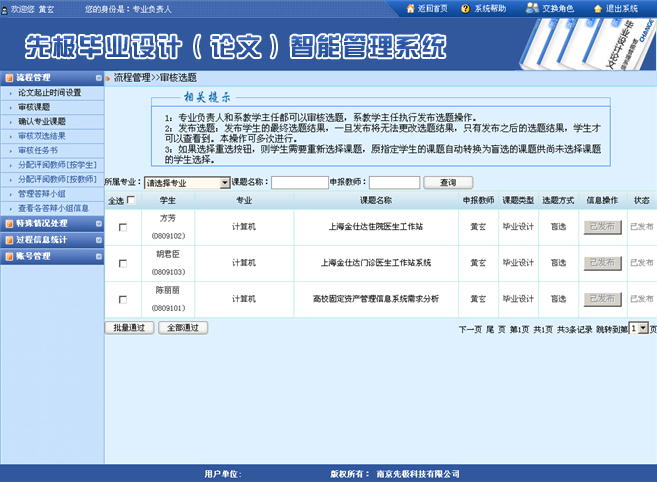 欢迎您 黄玄 您的身份是：专业负责人 返回首页 系统帮助 交换角色 退出系统
先极毕业设计（论文）智能管理系统
毕业设计论文
流程管理
论文起止时间设置
审核课题
确认专业课题
审核双选结果
审核任务书
分配评阅教师[按学生]
分配评阅教师[按教师]
管理答辩小组
查看各答辩小组信息
特殊情况处理
过程信息统计
账号管理
流程管理>>审核选题
相关提示
1：专业负责人和系教学主任都可以审核选题，系教学主任执行发布选题操作。
2：发布选题：发布学生的最终选题结果，一旦发布将无法更改选题结果，只有发布之后的选题结果，学生才
可以查看到。本操作可多次进行。
3：如果选择重选按钮，则学生需要重新选择课题，原指定学生的课题自动转换为盲选的课题供尚未选择课题
的学生选择。
所属专业：请选择专业 课题名称： 申报教师： 查询
全选 学生 专业 课题名称 申报教师 课题类型 选题方式 信息操作 状态
方芳
(0809102)
计算机 上海金仕达住院医生工作站 黄玄 毕业设计 盲选 已发布 已发布
胡君臣
(0809103)
计算机 上海金仕达门诊医生工作站系统 黄玄 毕业设计 盲选 已发布 已发布
陈丽丽
(0809101)
计算机 高校固定资产管理信息系统需求分析 黄玄 毕业设计 盲选 已发布 已发布
批量通过 全部通过 下一页 尾 页 第1页 共1页 共3条记录 跳转到第 1 页
用户单位： 版权所有： 南京先极科技有限公司